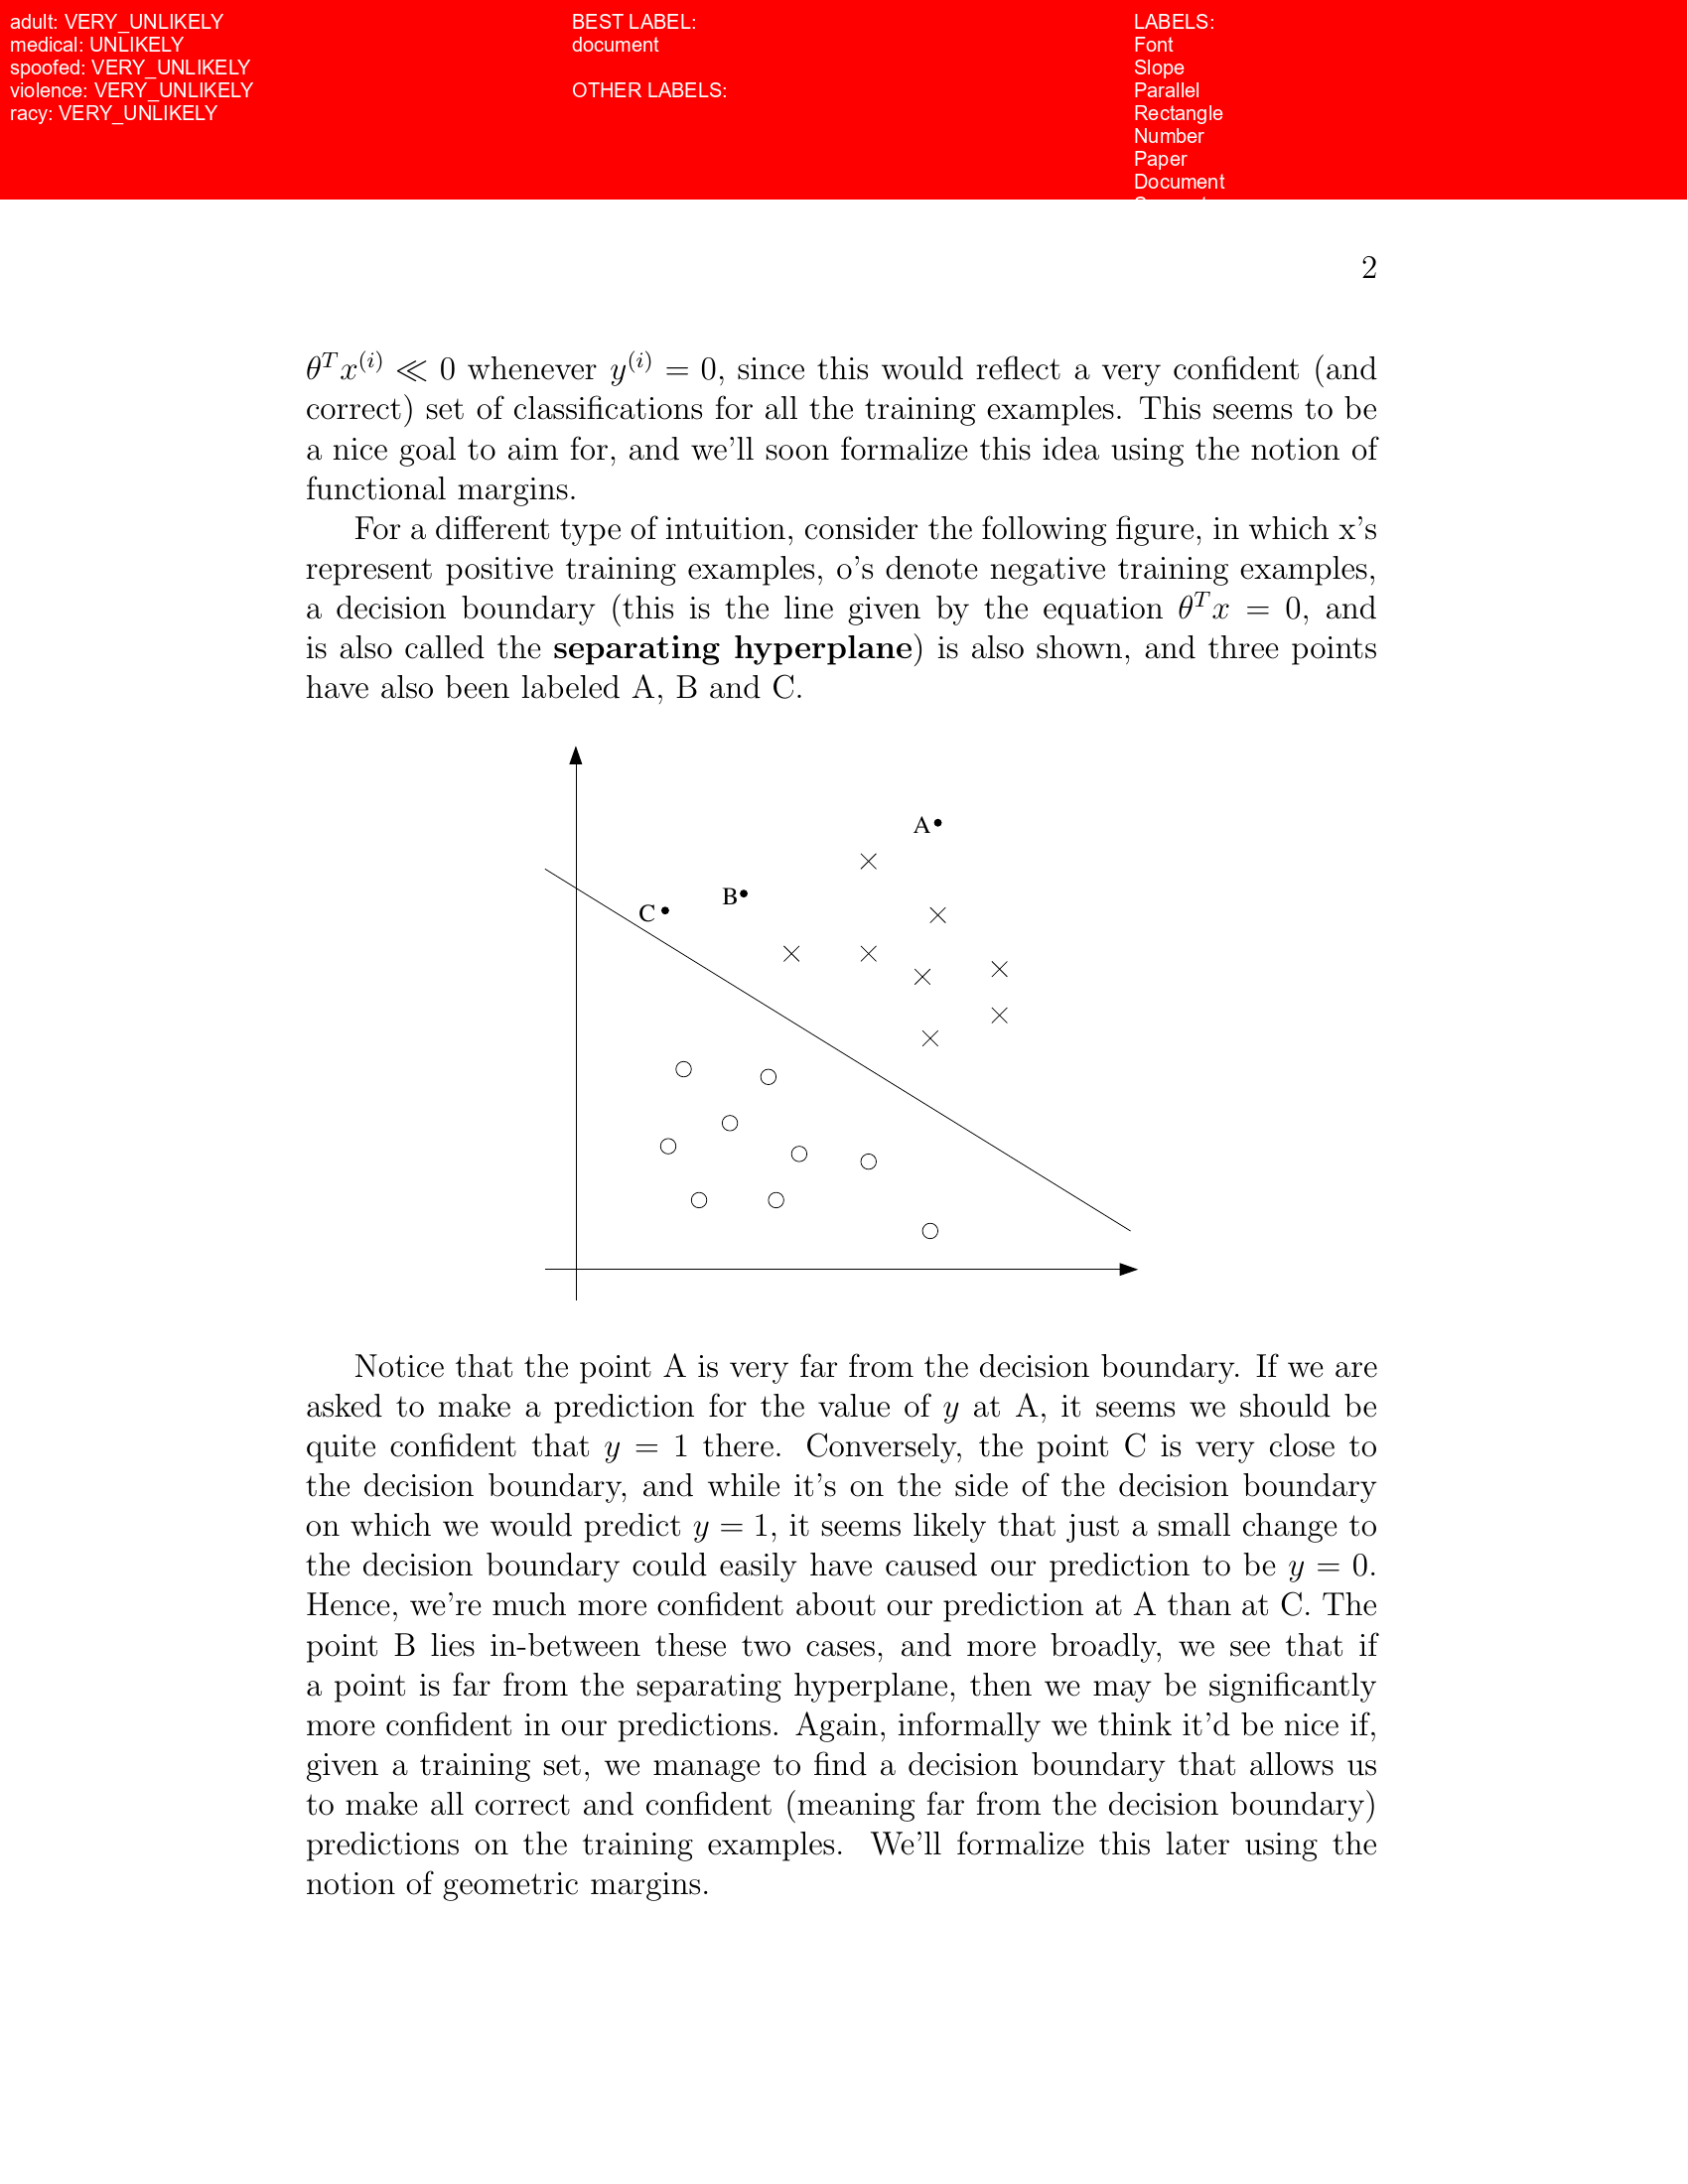 adult: VERY_UNLIKELY
medical: UNLIKELY
spoofed: VERY_UNLIKELY
violence: VERY_UNLIKELY
racy: VERY_UNLIKELY
BEST LABEL:
document
OTHER LABELS:
LABELS:
Font
Slope
Parallel
Rectangle
Number
Paper
Document
2
θᵀx⁽ⁱ⁾ ≪ 0 whenever y⁽ⁱ⁾ = 0, since this would reflect a very confident (and
correct) set of classifications for all the training examples. This seems to be
a nice goal to aim for, and we'll soon formalize this idea using the notion of
functional margins.
For a different type of intuition, consider the following figure, in which x's
represent positive training examples, o's denote negative training examples,
a decision boundary (this is the line given by the equation θᵀx = 0, and
is also called the separating hyperplane) is also shown, and three points
have also been labeled A, B and C.
A
B
C
Notice that the point A is very far from the decision boundary. If we are
asked to make a prediction for the value of y at A, it seems we should be
quite confident that y = 1 there. Conversely, the point C is very close to
the decision boundary, and while it's on the side of the decision boundary
on which we would predict y = 1, it seems likely that just a small change to
the decision boundary could easily have caused our prediction to be y = 0.
Hence, we're much more confident about our prediction at A than at C. The
point B lies in-between these two cases, and more broadly, we see that if
a point is far from the separating hyperplane, then we may be significantly
more confident in our predictions. Again, informally we think it'd be nice if,
given a training set, we manage to find a decision boundary that allows us
to make all correct and confident (meaning far from the decision boundary)
predictions on the training examples. We'll formalize this later using the
notion of geometric margins.